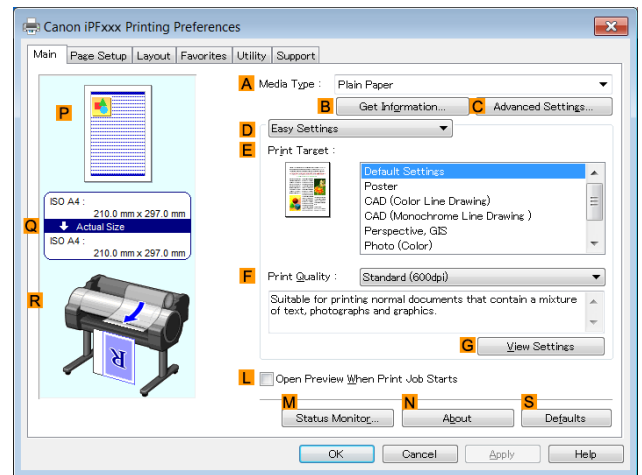 Canon iPFxxx Printing Preferences
Main Page Setup Layout Favorites Utility Support
A Media Type : Plain Paper
B Get Information... C Advanced Settings...
D Easy Settings
E Print Target :
Default Settings
Poster
CAD (Color Line Drawing)
CAD (Monochrome Line Drawing )
Perspective, GIS
Photo (Color)
P
ISO A4 :
210.0 mm x 297.0 mm
Q Actual Size
ISO A4 :
210.0 mm x 297.0 mm
R
R
F Print Quality : Standard (600dpi)
Suitable for printing normal documents that contain a mixture
of text, photographs and graphics.
G View Settings
L Open Preview When Print Job Starts
M N S
Status Monitor... About Defaults
OK Cancel Apply Help